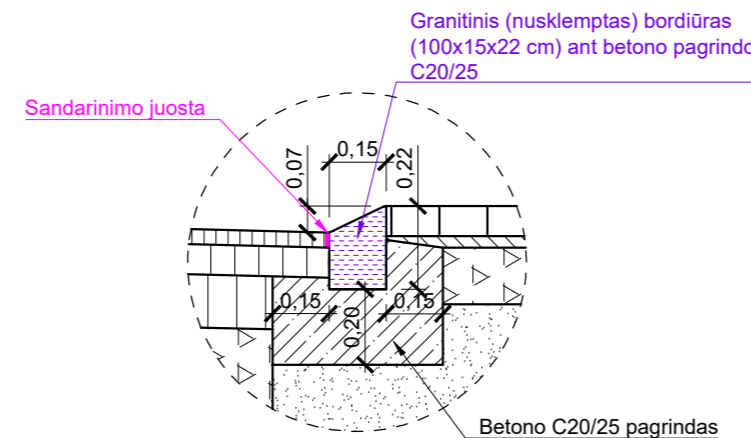 Granitinis (nusklemptas) bordiūras
(100x15x22 cm) ant betono pagrindo
C20/25
Sandarinimo juosta
0,07
0,15
0,22
0,15
0,20
0,15
Betono C20/25 pagrindas